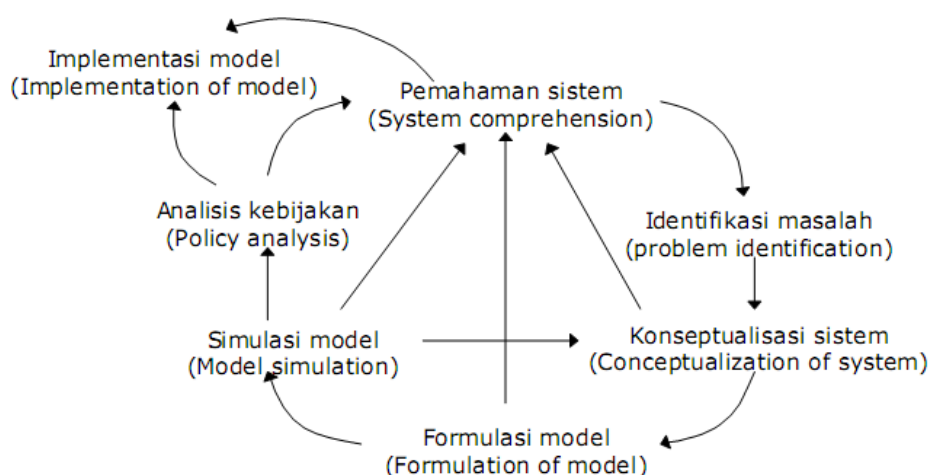 Implementasi model
(Implementation of model)
Pemahaman sistem
(System comprehension)
Analisis kebijakan
(Policy analysis)
Identifikasi masalah
(problem identification)
Simulasi model
(Model simulation)
Konseptualisasi sistem
(Conceptualization of system)
Formulasi model
(Formulation of model)